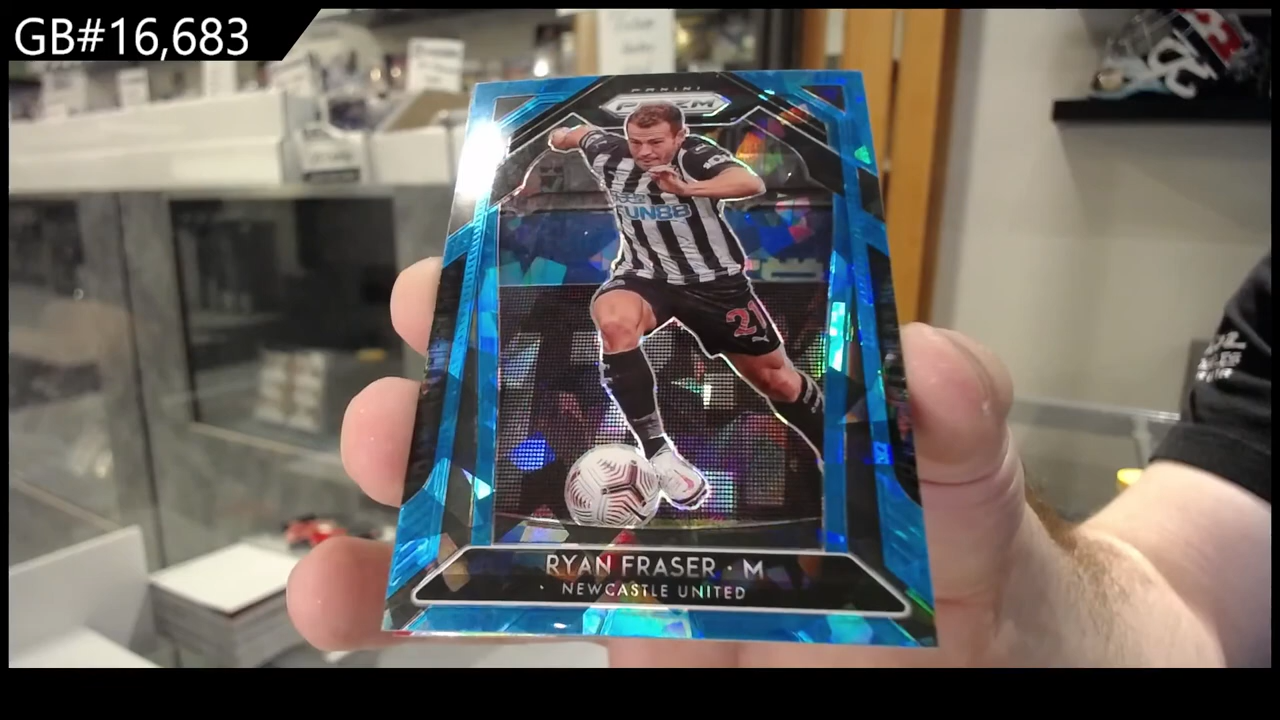 GB#16,683
PANINI
PRIZM
FUN88
21
RYAN FRASER · M
NEWCASTLE UNITED